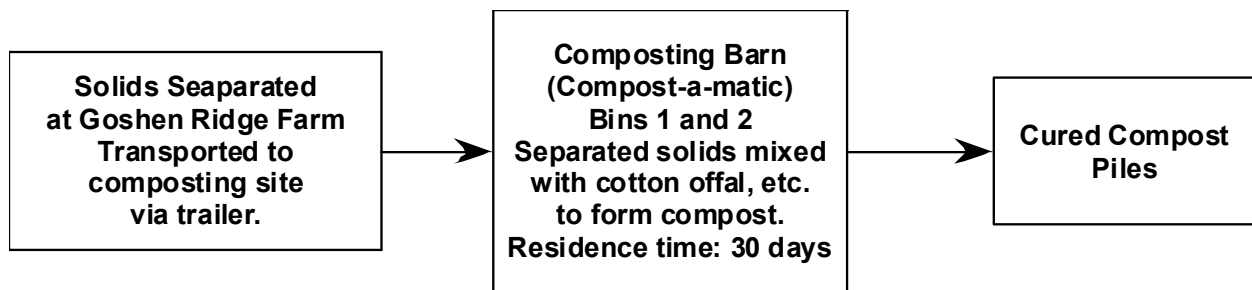 Solids Seaparated
at Goshen Ridge Farm
Transported to
composting site
via trailer.
Composting Barn
(Compost-a-matic)
Bins 1 and 2
Separated solids mixed
with cotton offal, etc.
to form compost.
Residence time: 30 days
Cured Compost
Piles